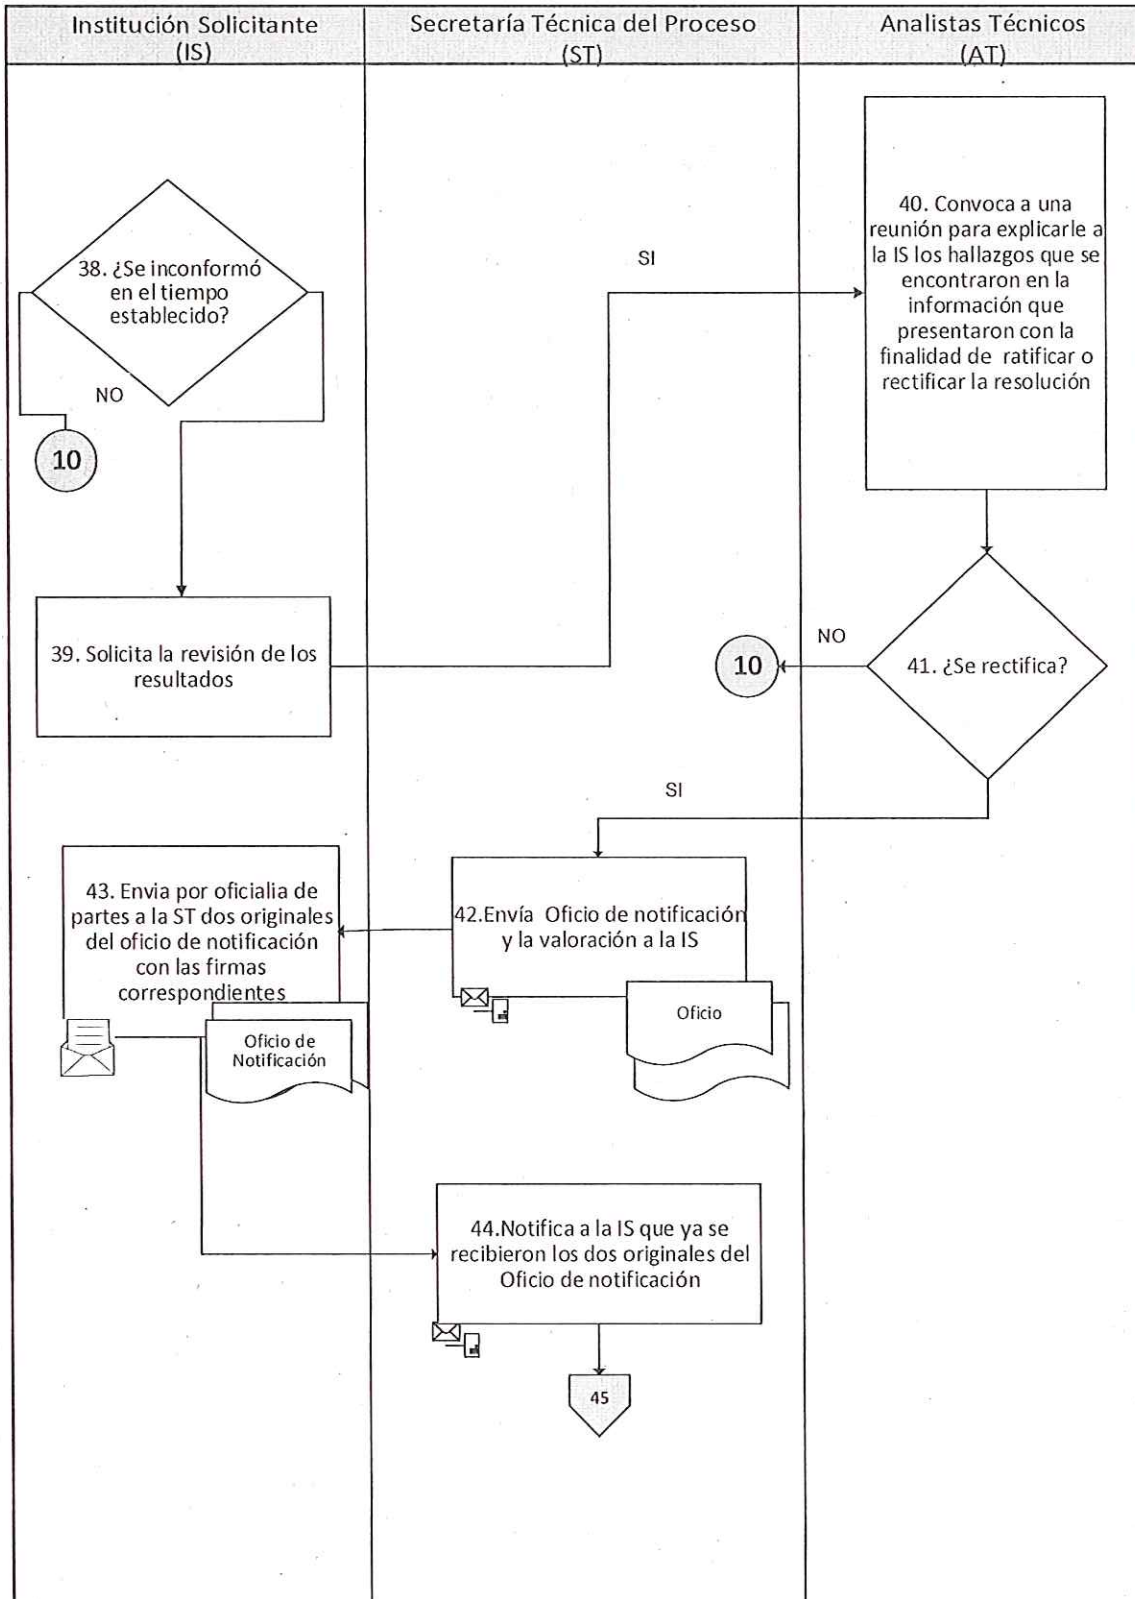 Institución Solicitante
(IS)
Secretaría Técnica del Proceso
(ST)
Analistas Técnicos
(AT)
38. ¿Se inconformó
en el tiempo
establecido?
NO
10
39. Solicita la revisión de los
resultados
SI
40. Convoca a una
reunión para explicarle a
la IS los hallazgos que se
encontraron en la
información que
presentaron con la
finalidad de ratificar o
rectificar la resolución
41. ¿Se rectifica?
NO
10
SI
42.Envía Oficio de notificación
y la valoración a la IS
Oficio
43. Envia por oficialia de
partes a la ST dos originales
del oficio de notificación
con las firmas
correspondientes
Oficio de
Notificación
44.Notifica a la IS que ya se
recibieron los dos originales del
Oficio de notificación
45